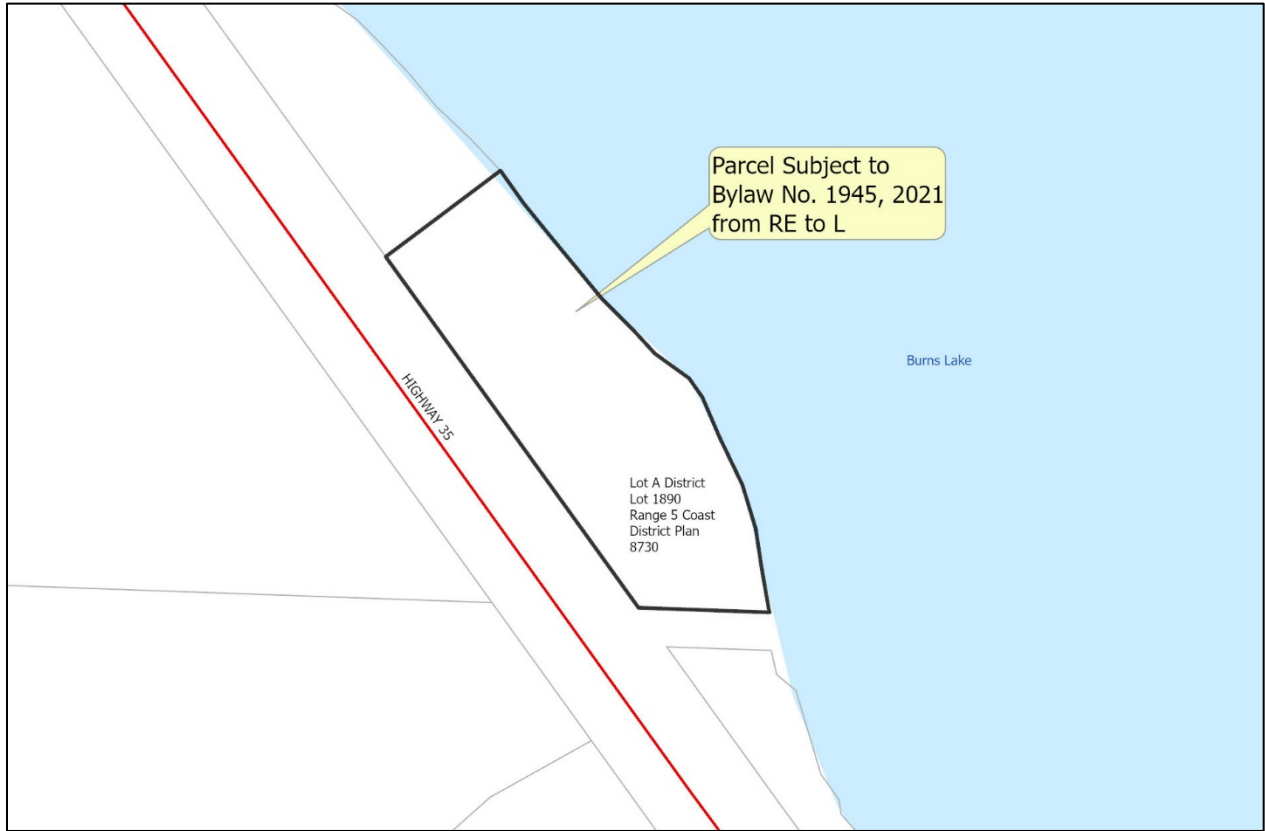 Parcel Subject to
Bylaw No. 1945, 2021
from RE to L
Burns Lake
HIGHWAY 35
Lot A District
Lot 1890
Range 5 Coast
District Plan
8730